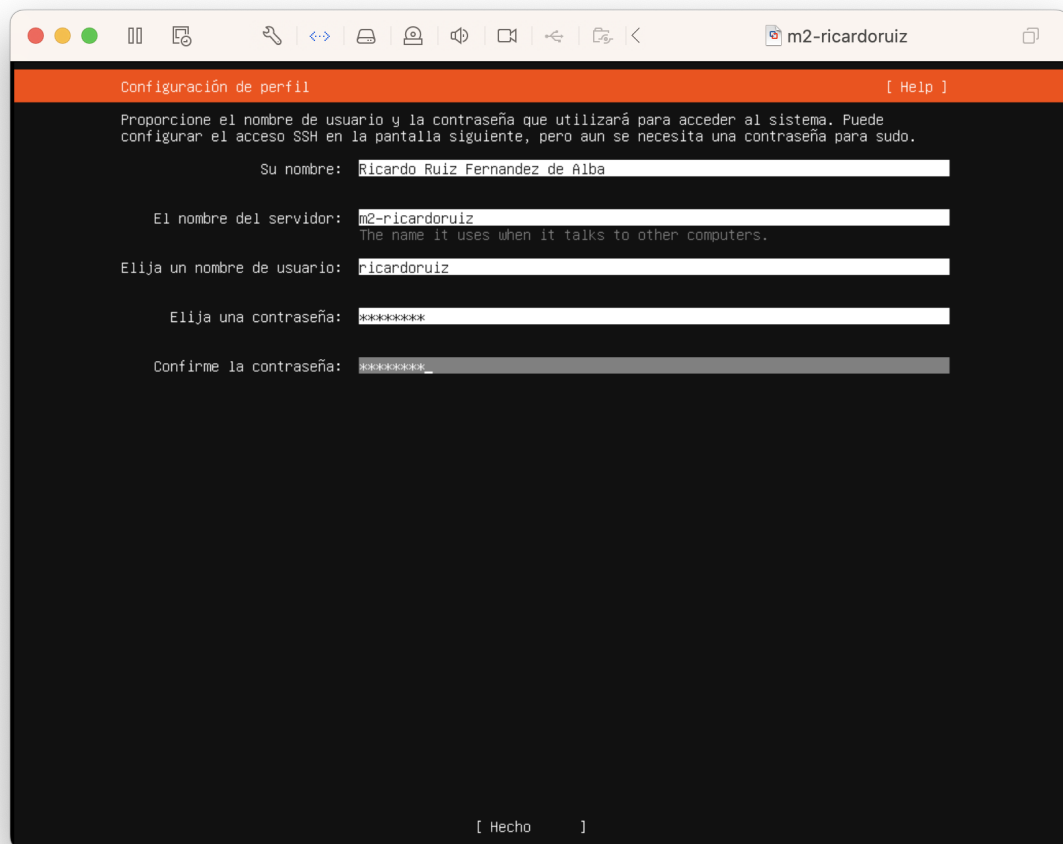 m2-ricardoruiz
Configuración de perfil [ Help ]
Proporcione el nombre de usuario y la contraseña que utilizará para acceder al sistema. Puede
configurar el acceso SSH en la pantalla siguiente, pero aun se necesita una contraseña para sudo.
Su nombre: Ricardo Ruiz Fernandez de Alba
El nombre del servidor: m2-ricardoruiz
The name it uses when it talks to other computers.
Elija un nombre de usuario: ricardoruiz
Elija una contraseña: ********
Confirme la contraseña: ********_
[ Hecho ]